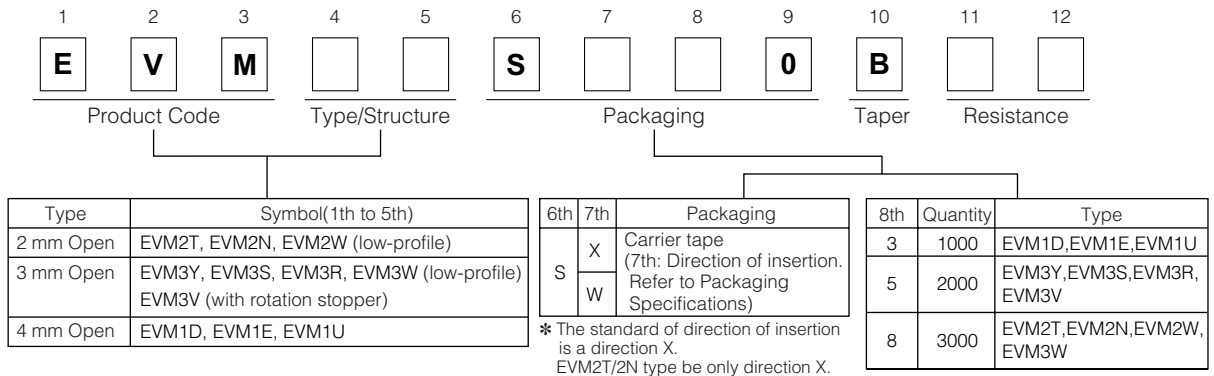 1 2 3 4 5 6 7 8 9 10 11 12
E V M S 0 B
Product Code Type/Structure Packaging Taper Resistance
Type Symbol(1th to 5th)
2 mm Open EVM2T, EVM2N, EVM2W (low-profile)
3 mm Open EVM3Y, EVM3S, EVM3R, EVM3W (low-profile)
EVM3V (with rotation stopper)
4 mm Open EVM1D, EVM1E, EVM1U
6th 7th Packaging
S X W Carrier tape
(7th: Direction of insertion.
Refer to Packaging
Specifications)
✽ The standard of direction of insertion
is a direction X.
EVM2T/2N type be only direction X.
8th Quantity Type
3 1000 EVM1D,EVM1E,EVM1U
5 2000 EVM3Y,EVM3S,EVM3R,
EVM3V
8 3000 EVM2T,EVM2N,EVM2W,
EVM3W